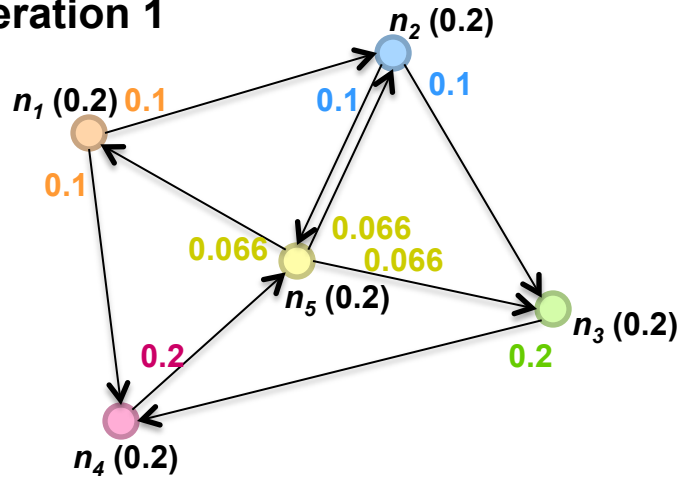 eration 1
n2 (0.2)
n1 (0.2) 0.1
0.1
0.1
0.1
0.066
0.066
0.066
n5 (0.2)
n3 (0.2)
0.2
0.2
n4 (0.2)